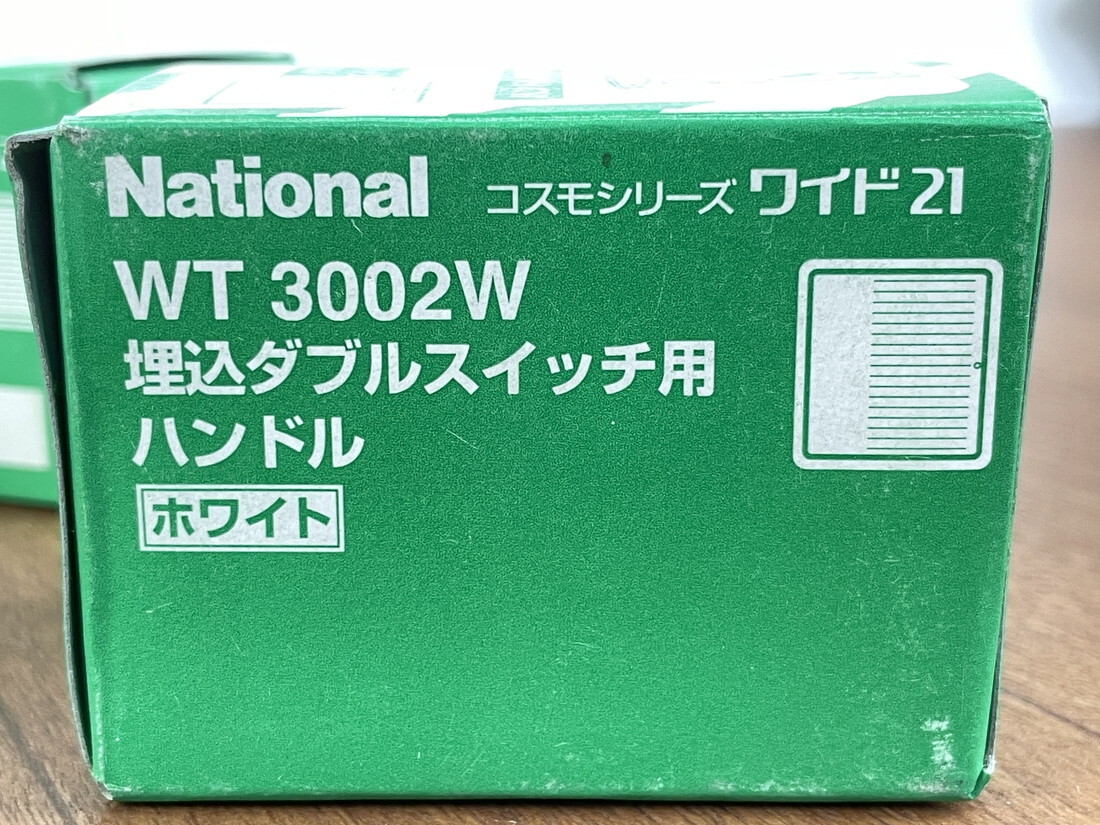 National コスモシリーズ ワイド21
WT 3002W
埋込ダブルスイッチ用
ハンドル
ホワイト